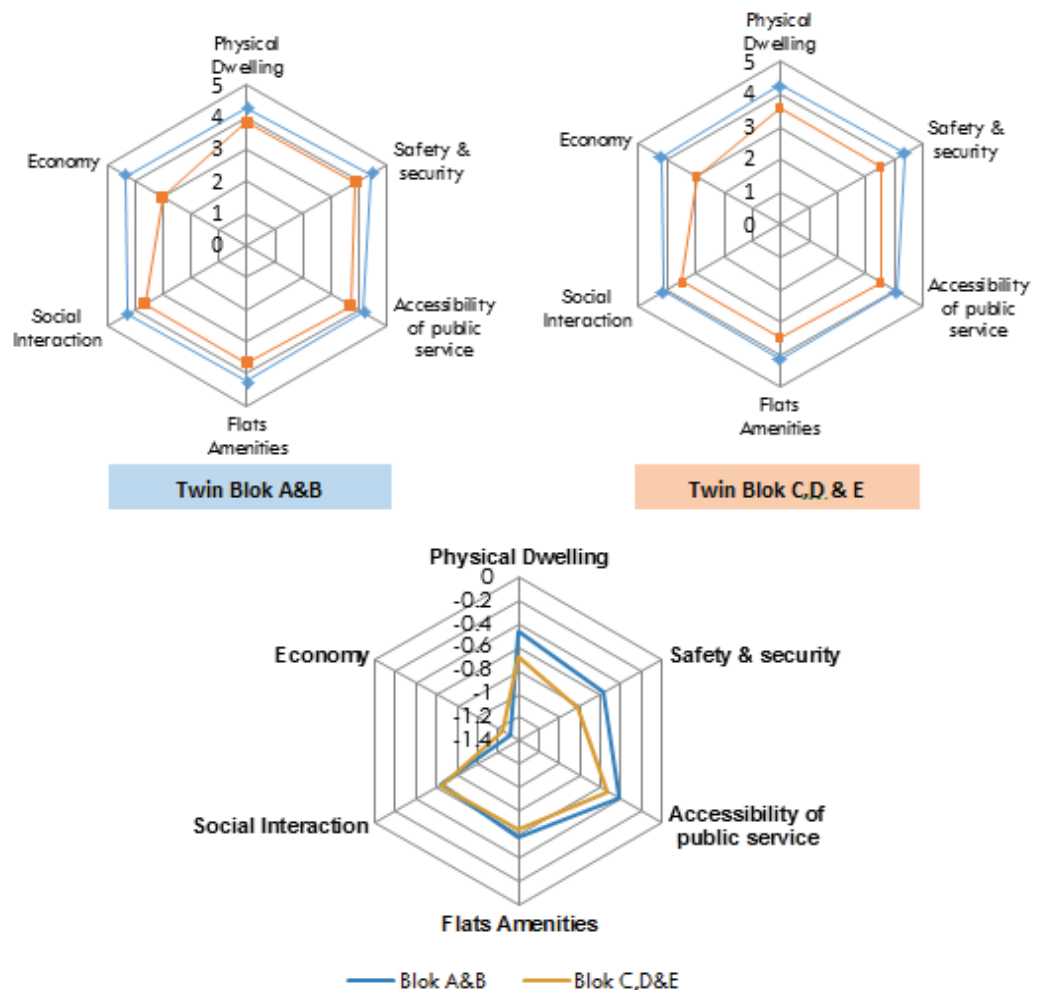 Physical
Dwelling
5
4
3
2
1
0
Safety &
security
Accessibility
of public
service
Flats
Amenities
Social
Interaction
Economy
Twin Blok A&B
Physical
Dwelling
5
4
3
2
1
0
Safety &
security
Accessibility
of public
service
Flats
Amenities
Social
Interaction
Economy
Twin Blok C,D & E
Physical Dwelling
0
-0.2
-0.4
-0.6
-0.8
-1
-1.2
-1.4
Safety & security
Accessibility of
public service
Flats Amenities
Social Interaction
Economy
Blok A&B
Blok C,D&E